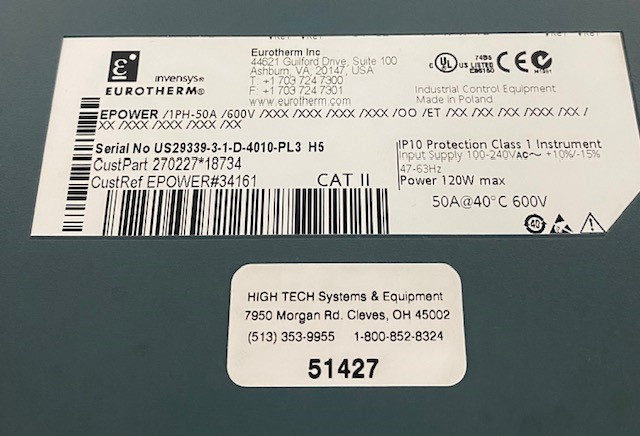 invensys®
EUROTHERM®
Eurotherm Inc
44621 Guilford Drive, Suite 100
Ashburn, VA, 20147, USA
T: +1 703 724 7300
F: +1 703 724 7301
www.eurotherm.com
c UL US LISTED
CE
Industrial Control Equipment
Made in Poland
EPOWER /1PH-50A /600V /XXX /XXX /XXX /XXX /OO /ET /XX /XX /XX /XXX /XX /
XX /XXX /XXX /XXX /XX
Serial No US29339-3-1-D-4010-PL3 H5
CustPart 270227*18734
CustRef EPOWER#34161
CAT II
IP10 Protection Class 1 Instrument
Input Supply 100-240VAC~ +10%/-15%
47-63Hz
Power 120W max
50A@40°C 600V
40
HIGH TECH Systems & Equipment
7950 Morgan Rd. Cleves, OH 45002
(513) 353-9955 1-800-852-8324
51427